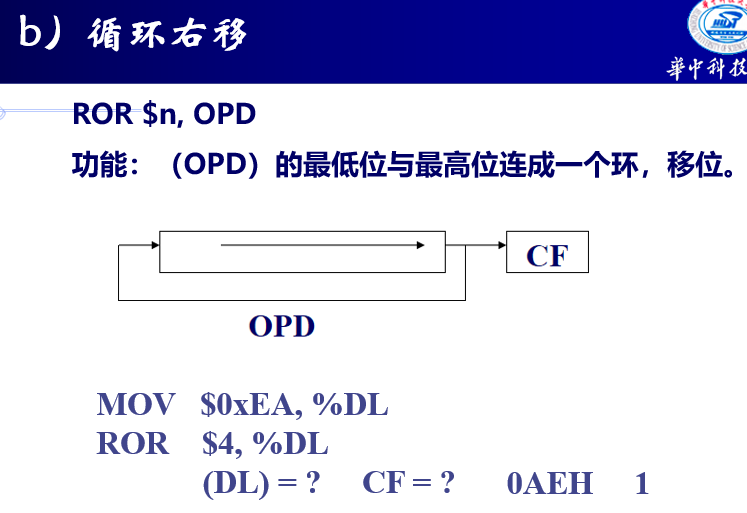 b）循环右移
華中科技
ROR $n, OPD
功能：（OPD）的最低位与最高位连成一个环，移位。
CF
OPD
MOV $0xEA, %DL
ROR $4, %DL
(DL) = ? CF = ? 0AEH 1